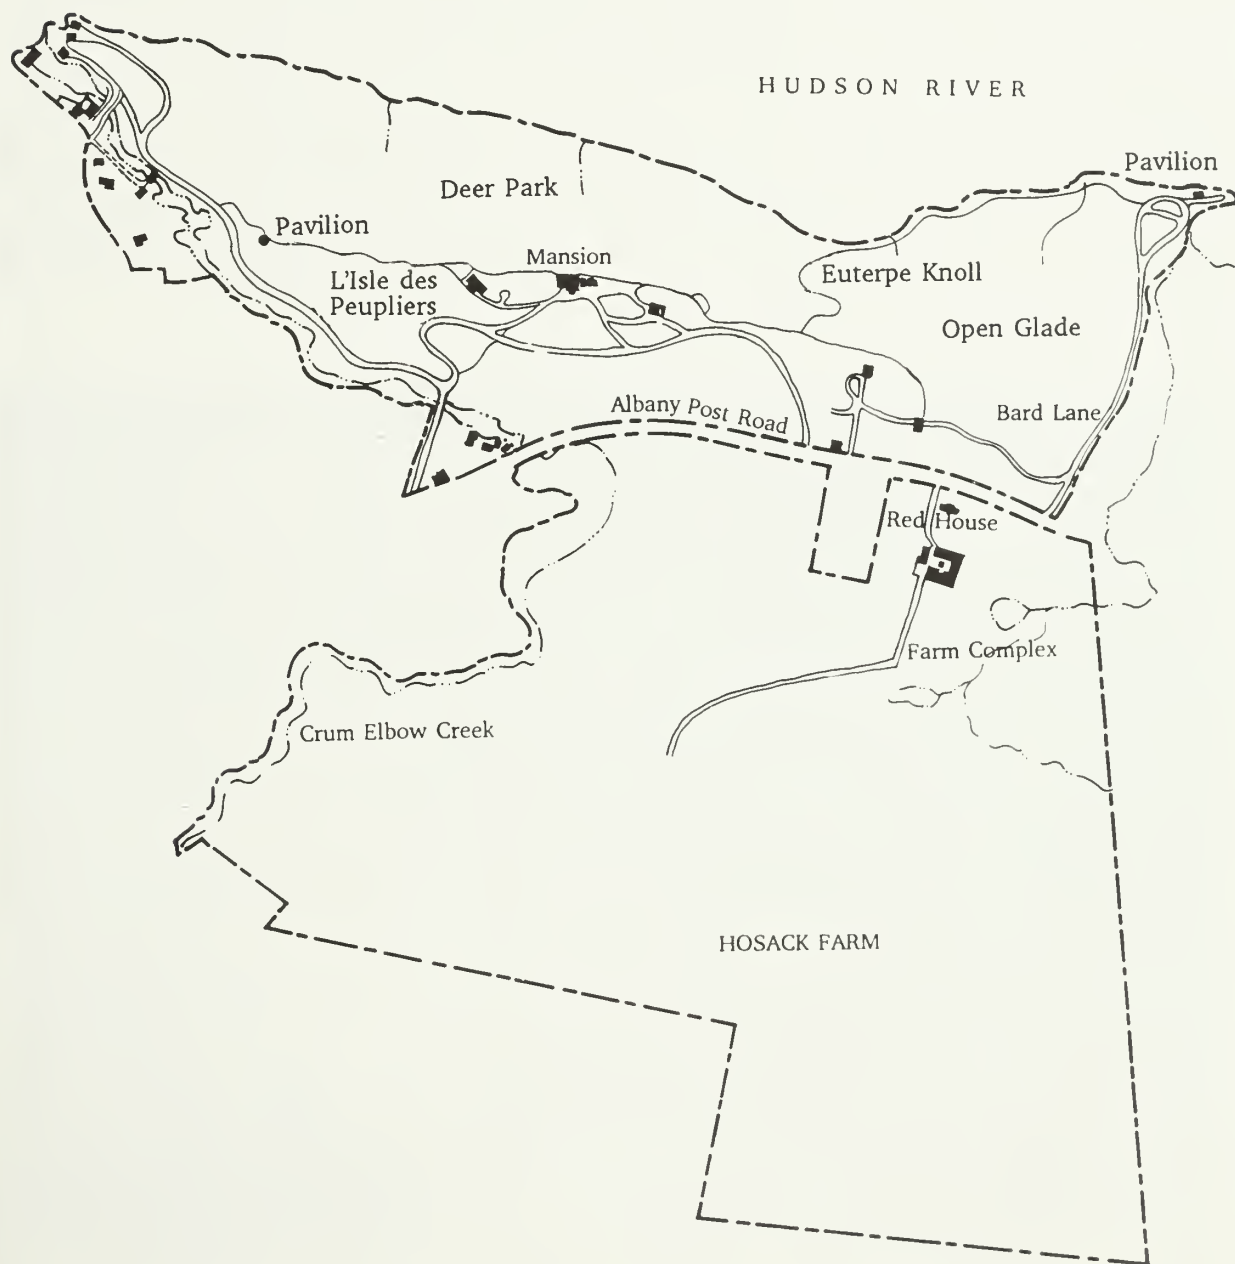 HUDSON RIVER
Pavilion
Deer Park
Pavilion
Mansion
Euterpe Knoll
L'Isle des
Peupliers
Open Glade
Albany Post Road
Bard Lane
Red House
Farm Complex
Crum Elbow Creek
HOSACK FARM